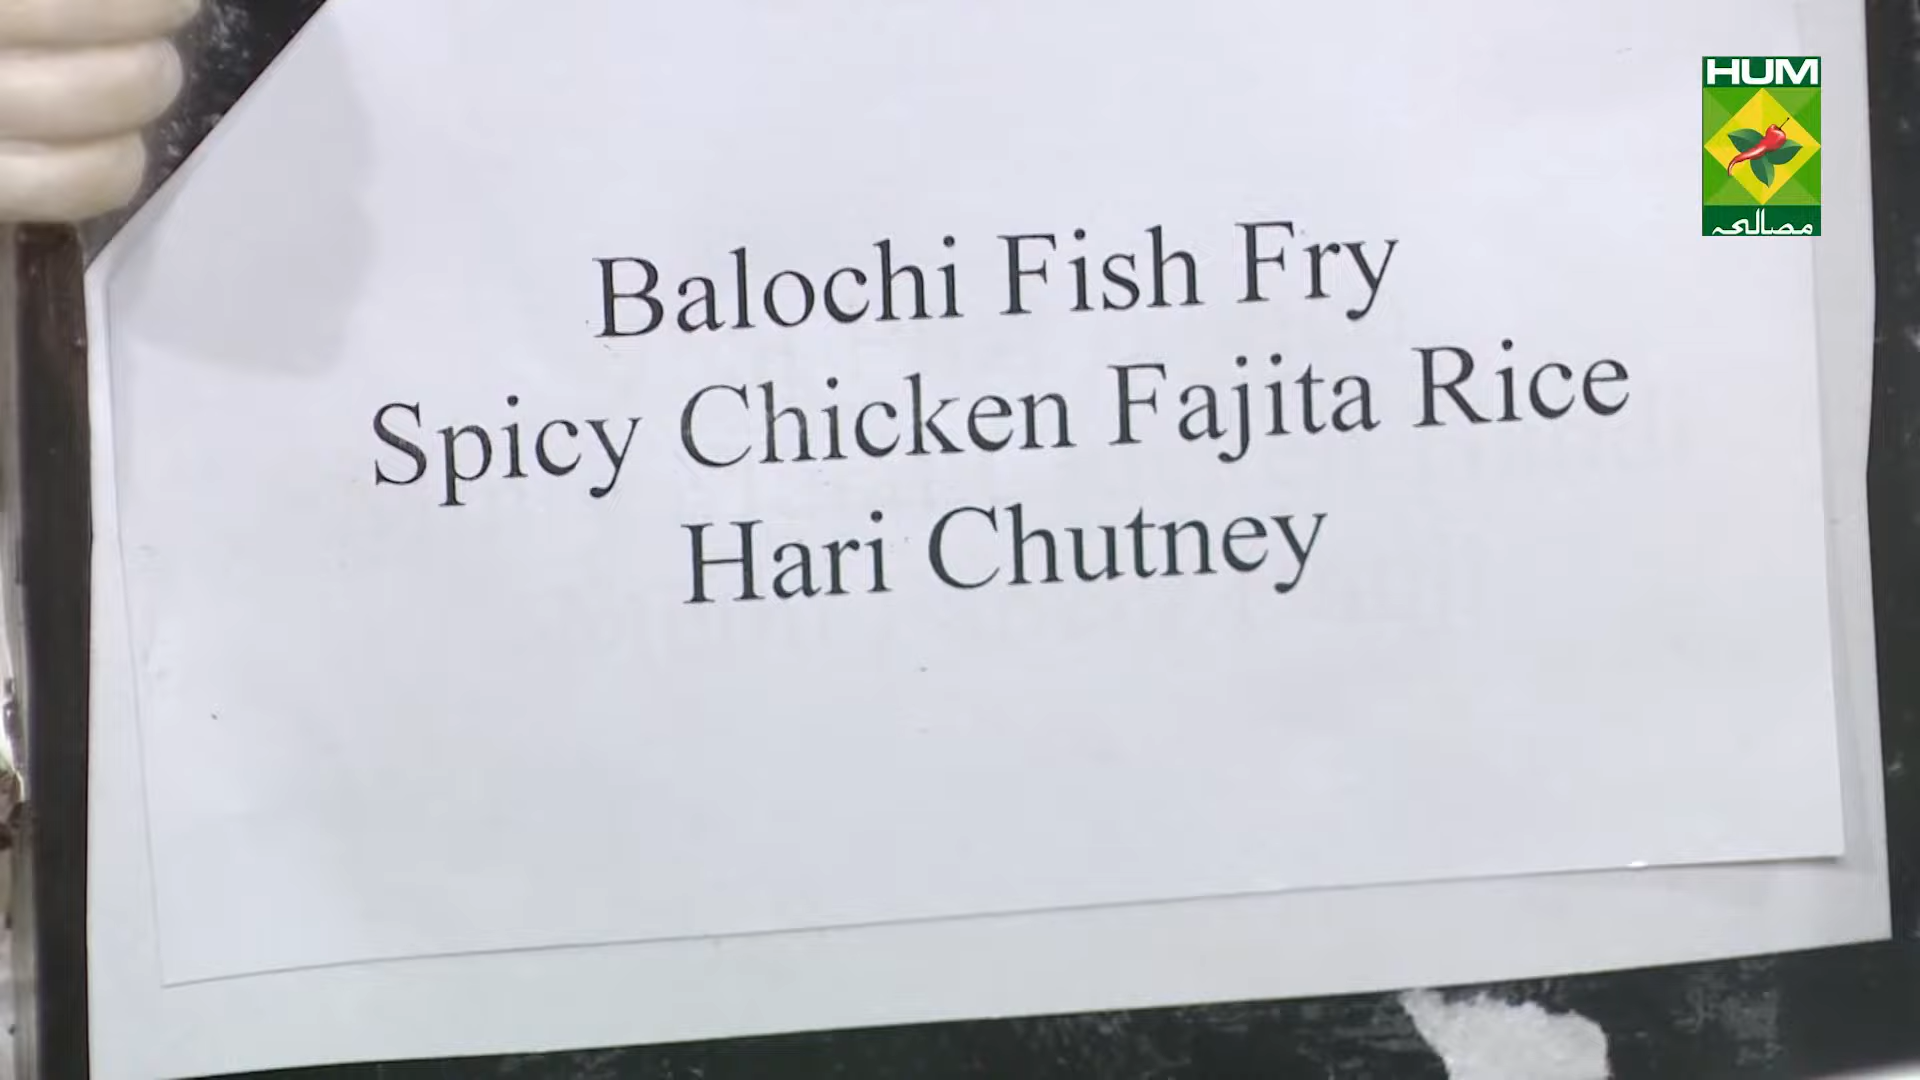 HUM
مصالحہ
Balochi Fish Fry
Spicy Chicken Fajita Rice
Hari Chutney